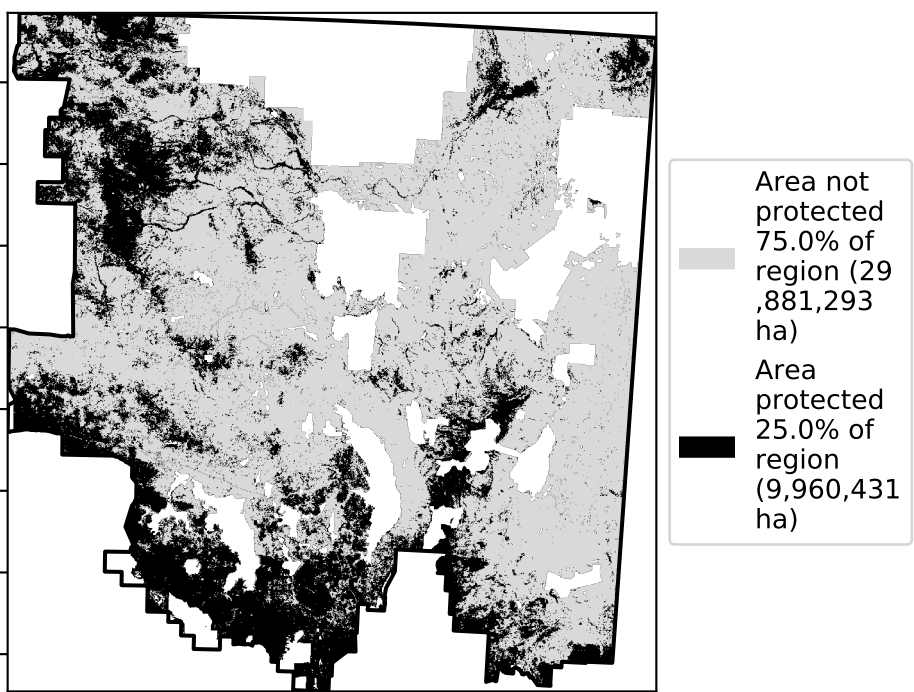 Area not
protected
75.0% of
region (29
,881,293
ha)
Area
protected
25.0% of
region
(9,960,431
ha)